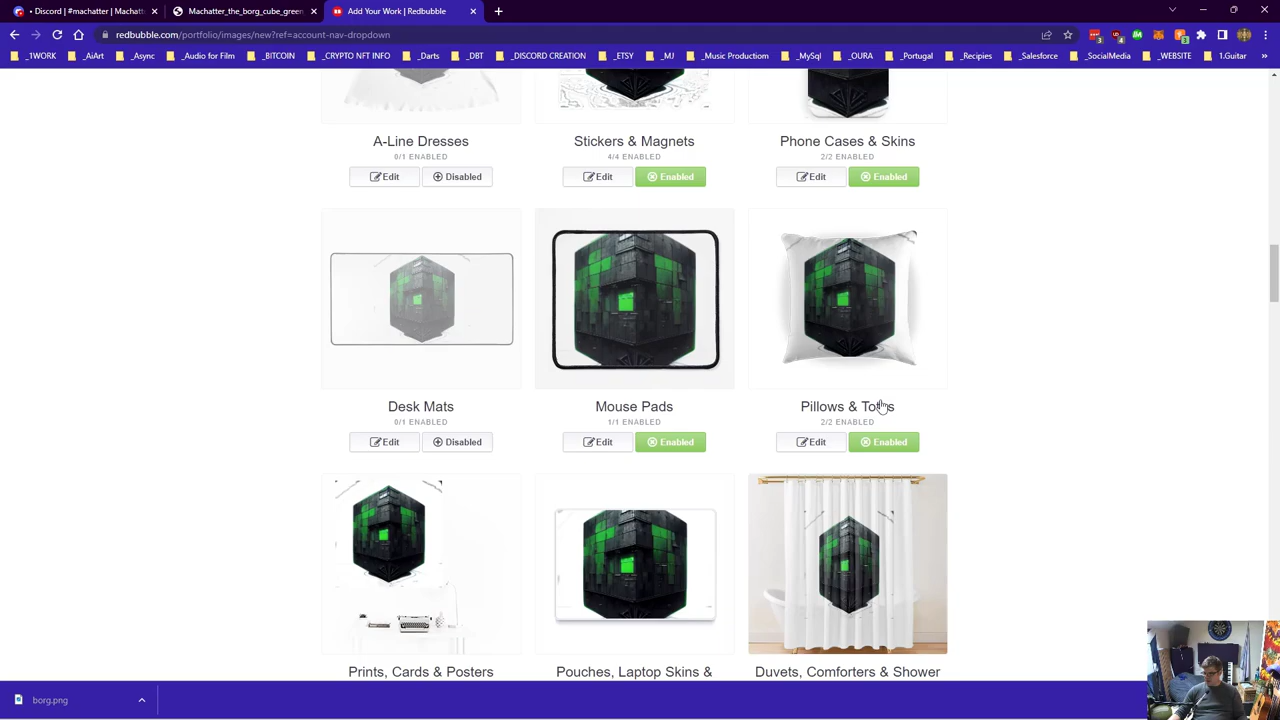 Discord | #machatter | Machatt
Machatter_the_borg_cube_green
Add Your Work | Redbubble
redbubble.com/portfolio/images/new?ref=account-nav-dropdown
_1WORK
_AiArt
_Async
_Audio for Film
_BITCOIN
_CRYPTO NFT INFO
_Darts
_DBT
_DISCORD CREATION
_ETSY
_MJ
_Music Production
_MySql
_OURA
_Portugal
_Recipies
_Salesforce
_SocialMedia
_WEBSITE
1.Guitar
»
A-Line Dresses
0/1 ENABLED
Edit
Disabled
Stickers & Magnets
4/4 ENABLED
Edit
Enabled
Phone Cases & Skins
2/2 ENABLED
Edit
Enabled
Desk Mats
0/1 ENABLED
Edit
Disabled
Mouse Pads
1/1 ENABLED
Edit
Enabled
Pillows & Totes
2/2 ENABLED
Edit
Enabled
Prints, Cards & Posters
Pouches, Laptop Skins &
Duvets, Comforters & Shower
borg.png